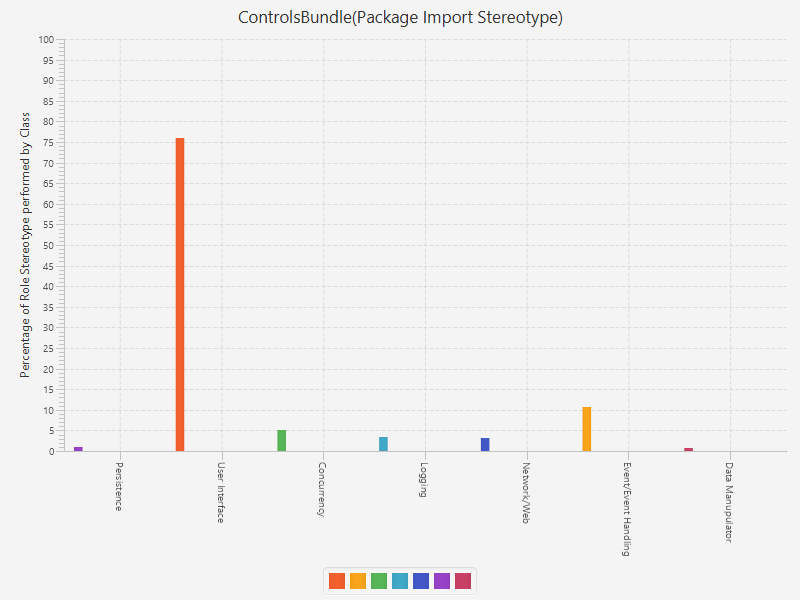 ControlsBundle(Package Import Stereotype)
Percentage of Role Stereotype performed by Class
100
95
90
85
80
75
70
65
60
55
50
45
40
35
30
25
20
15
10
5
0
Persistence
User Interface
Concurrency
Logging
Network/Web
Event/Event Handling
Data Manupulator